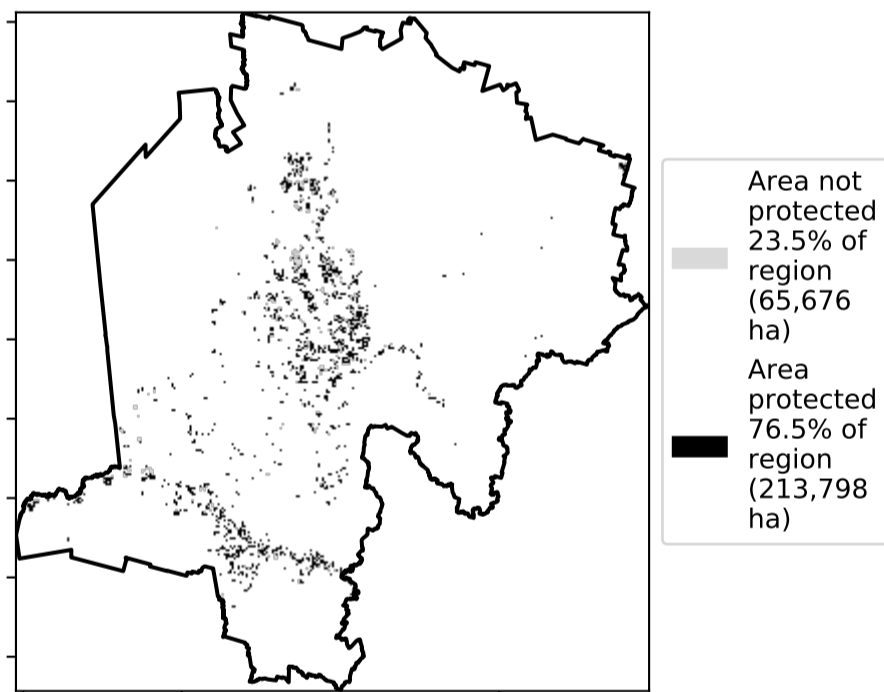 Area not
protected
23.5% of
region
(65,676
ha)
Area
protected
76.5% of
region
(213,798
ha)